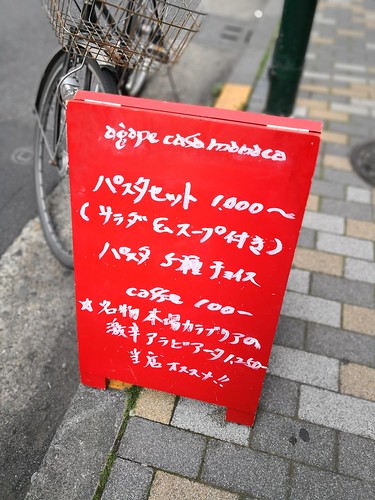 agape casa manaca
パスタセット 1.000〜
(サラダ&スープ付き)
パスタ 5種チョイス
caffe 100-
★名物 本場カラブリアの
激辛アラビアータ1.250-
当店オススメ!!